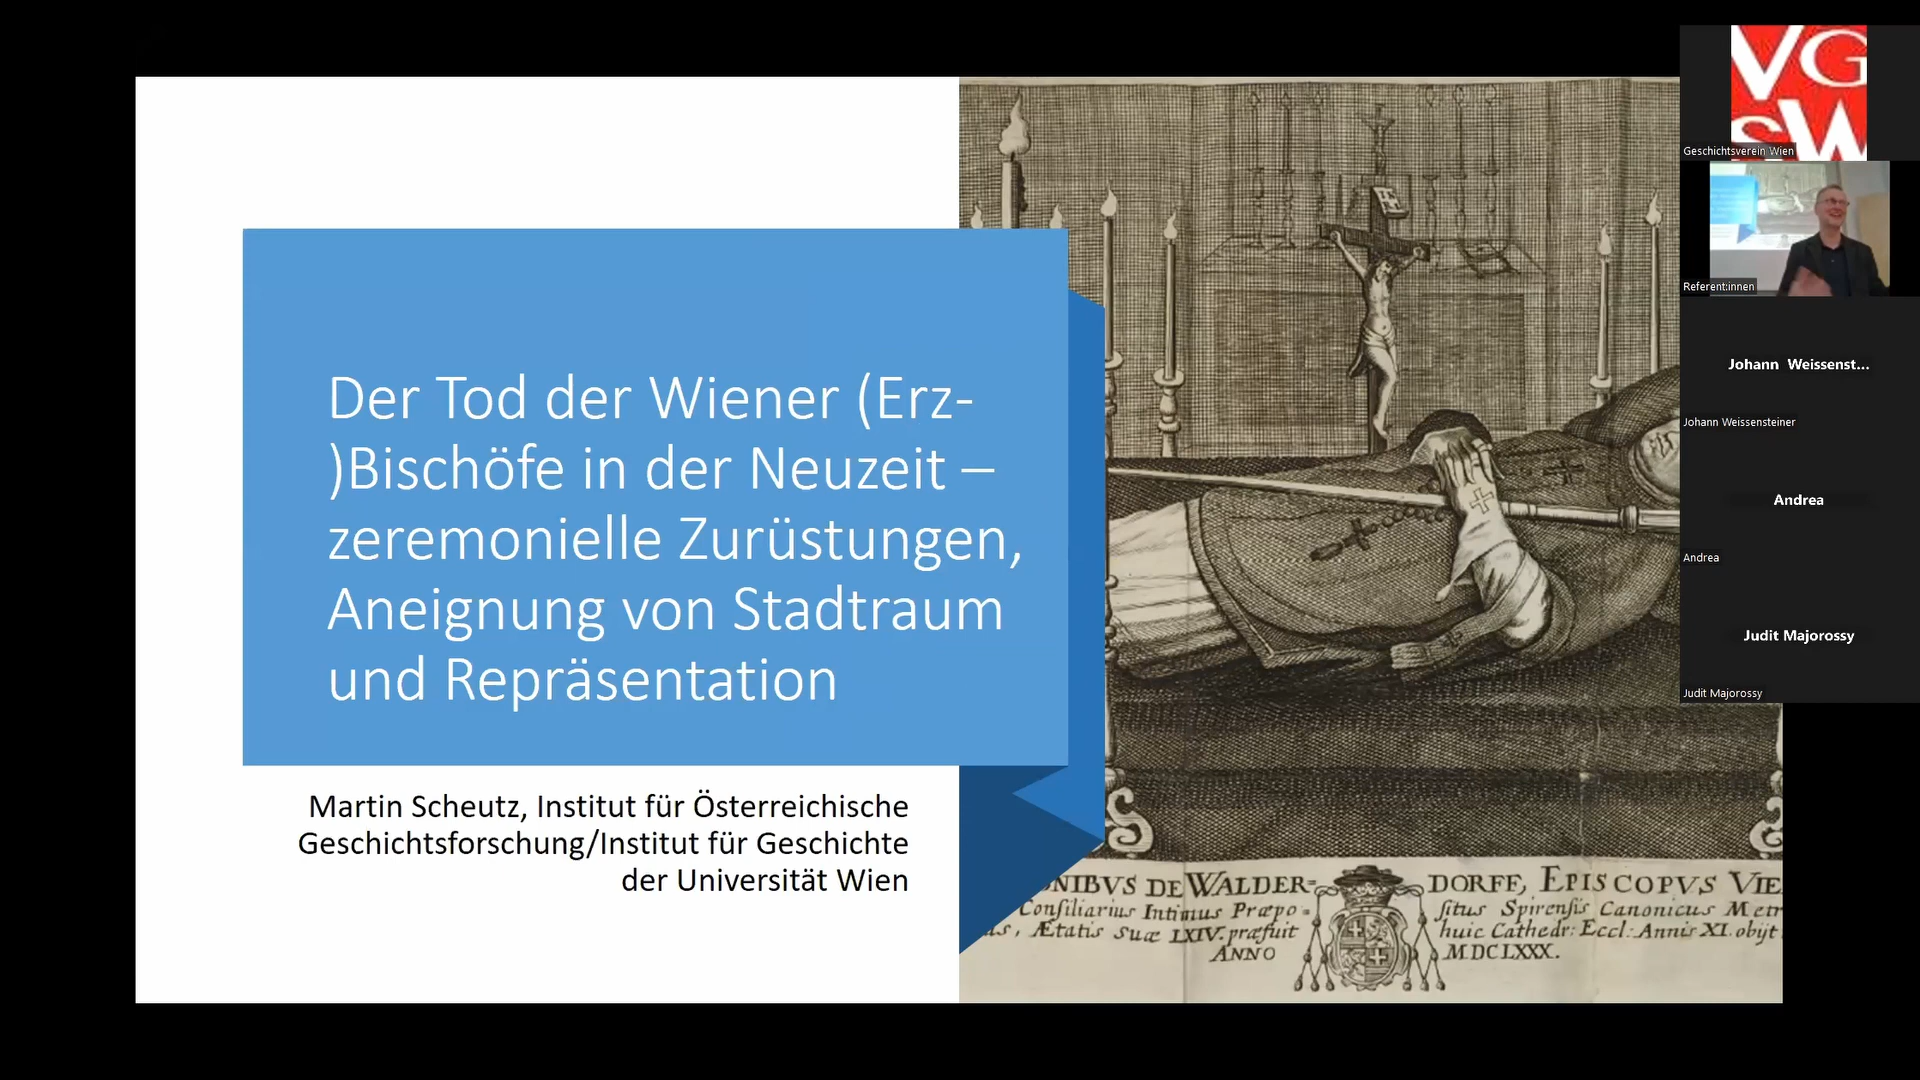 Der Tod der Wiener (Erz-
)Bischöfe in der Neuzeit –
zeremonielle Zurüstungen,
Aneignung von Stadtraum
und Repräsentation
Martin Scheutz, Institut für Österreichische
Geschichtsforschung/Institut für Geschichte
der Universität Wien
NIBVS DE WALDER= DORFF, EPISCOPVS VIE
Consiliarius Intimus Præpo= situs Spirensis Canonicus Metr
Ætatis Suæ LXIV. præfuit huic Cathedr: Eccl: Annis XI. obijt
ANNO MDCLXXX.
VG
SW
Geschichtsverein Wien
Referent:innen
Johann Weissenst...
Johann Weissensteiner
Andrea
Andrea
Judit Majorossy
Judit Majorossy